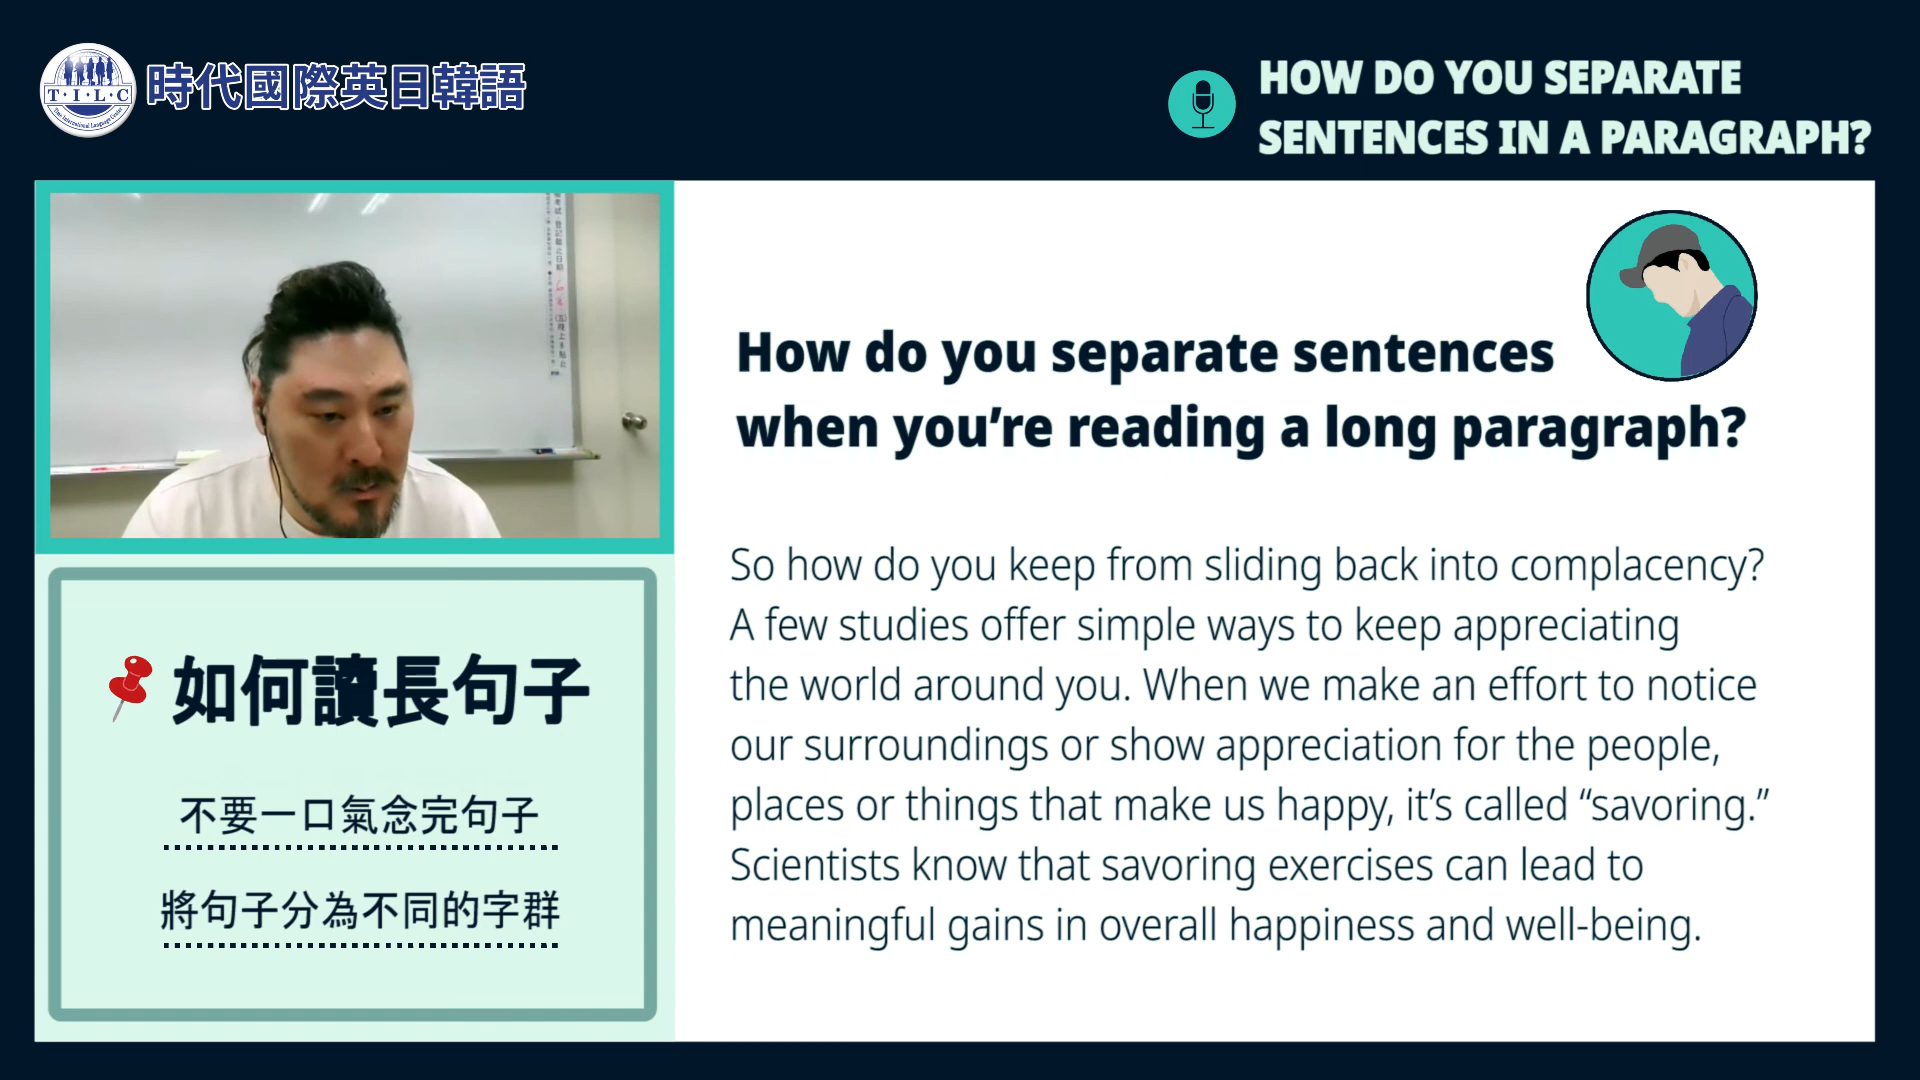 T·I·L·C
時代國際英日韓語
HOW DO YOU SEPARATE
SENTENCES IN A PARAGRAPH?
如何讀長句子
不要一口氣念完句子
將句子分為不同的字群
How do you separate sentences
when you’re reading a long paragraph?
So how do you keep from sliding back into complacency?
A few studies offer simple ways to keep appreciating
the world around you. When we make an effort to notice
our surroundings or show appreciation for the people,
places or things that make us happy, it’s called “savoring.”
Scientists know that savoring exercises can lead to
meaningful gains in overall happiness and well-being.